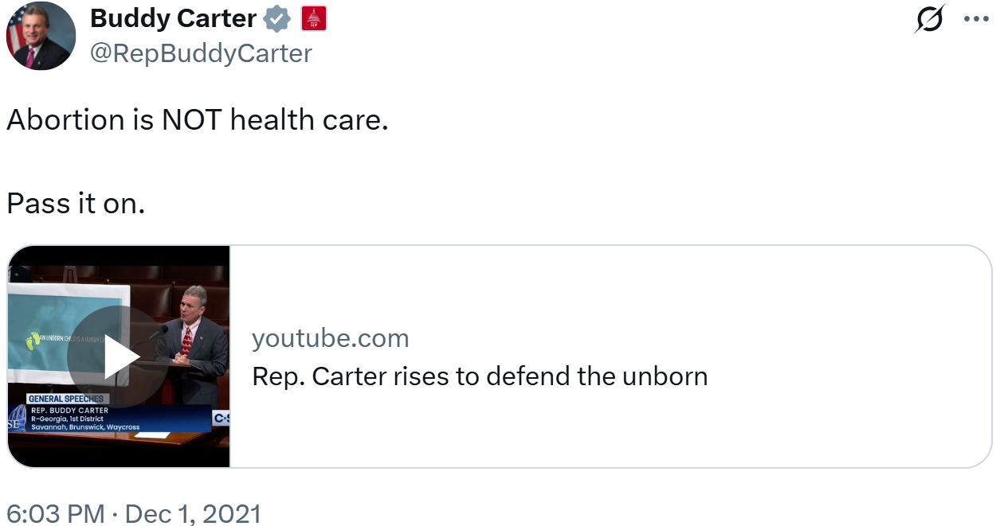 Buddy Carter
@RepBuddyCarter
Abortion is NOT health care.
Pass it on.
AN UNBORN CHILD IS A HUMAN
GENERAL SPEECHES
REP. BUDDY CARTER
R-Georgia, 1st District
Savannah, Brunswick, Waycross
youtube.com
Rep. Carter rises to defend the unborn
6:03 PM · Dec 1, 2021